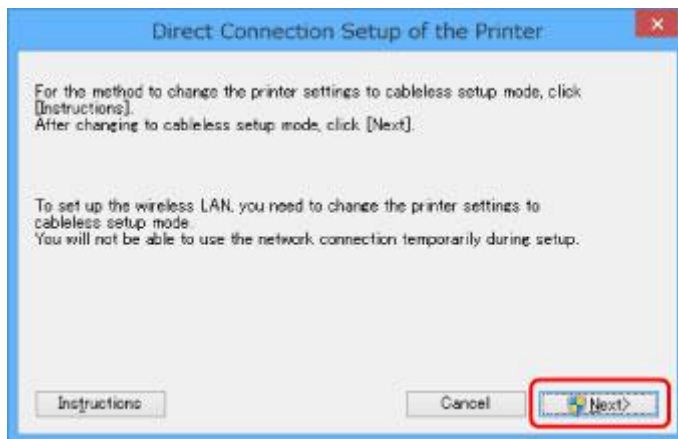 Direct Connection Setup of the Printer
For the method to change the printer settings to cableless setup mode, click
[Instructions].
After changing to cableless setup mode, click [Next].
To set up the wireless LAN, you need to change the printer settings to
cableless setup mode.
You will not be able to use the network connection temporarily during setup.
Instructions
Cancel
Next>